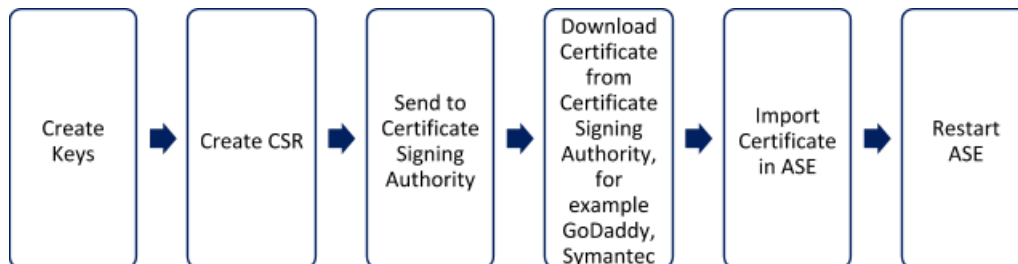 Create
Keys
Create CSR
Send to
Certificate
Signing
Authority
Download
Certificate
from
Certificate
Signing
Authority,
for
example
GoDaddy,
Symantec
Import
Certificate
in ASE
Restart
ASE